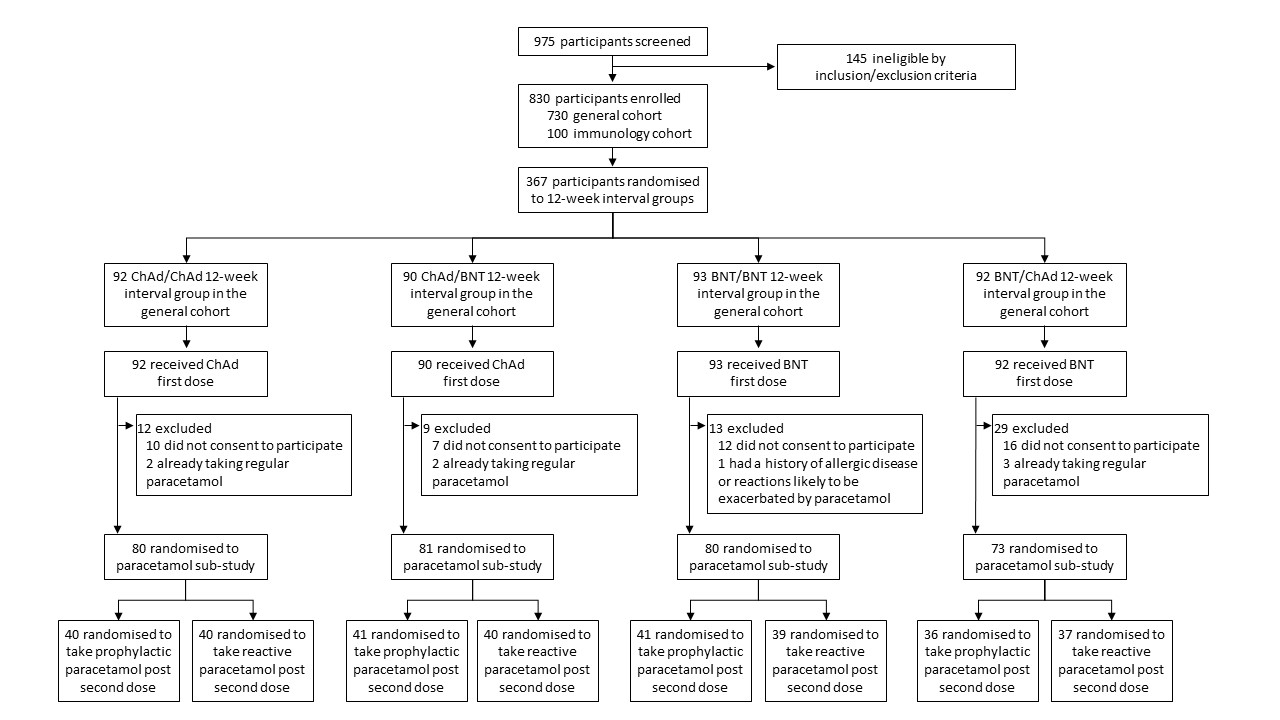 975 participants screened
145 ineligible by
inclusion/exclusion criteria
830 participants enrolled
730 general cohort
100 immunology cohort
367 participants randomised
to 12-week interval groups
92 ChAd/ChAd 12-week
interval group in the
general cohort
90 ChAd/BNT 12-week
interval group in the
general cohort
93 BNT/BNT 12-week
interval group in the
general cohort
92 BNT/ChAd 12-week
interval group in the
general cohort
92 received ChAd
first dose
90 received ChAd
first dose
93 received BNT
first dose
92 received BNT
first dose
12 excluded
10 did not consent to participate
2 already taking regular
paracetamol
9 excluded
7 did not consent to participate
2 already taking regular
paracetamol
13 excluded
12 did not consent to participate
1 had a history of allergic disease
or reactions likely to be
exacerbated by paracetamol
29 excluded
16 did not consent to participate
3 already taking regular
paracetamol
80 randomised to
paracetamol sub-study
81 randomised to
paracetamol sub-study
80 randomised to
paracetamol sub-study
73 randomised to
paracetamol sub-study
40 randomised to
take prophylactic
paracetamol post
second dose
40 randomised to
take reactive
paracetamol post
second dose
41 randomised to
take prophylactic
paracetamol post
second dose
40 randomised to
take reactive
paracetamol post
second dose
41 randomised to
take prophylactic
paracetamol post
second dose
39 randomised to
take reactive
paracetamol post
second dose
36 randomised to
take prophylactic
paracetamol post
second dose
37 randomised to
take reactive
paracetamol post
second dose